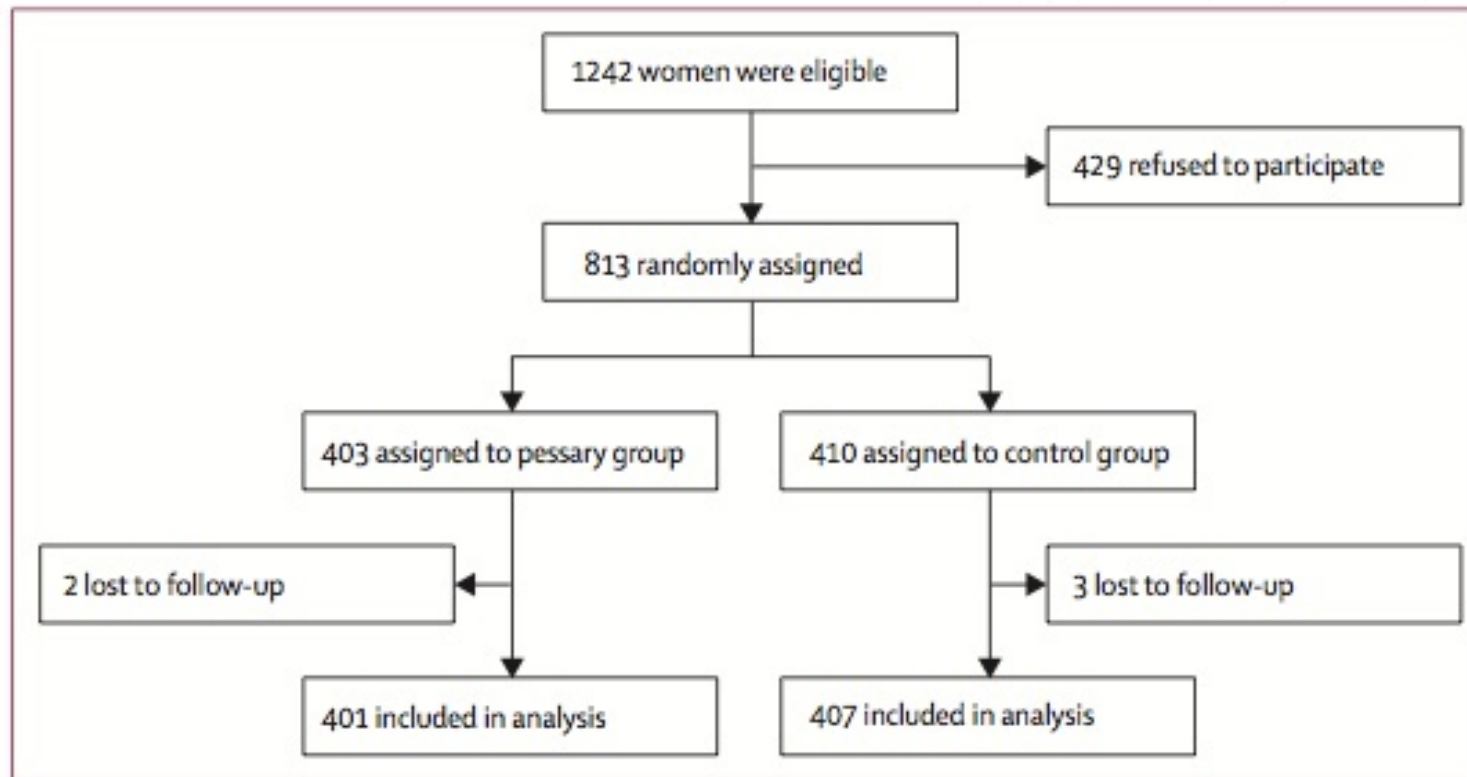 1242 women were eligible
429 refused to participate
813 randomly assigned
403 assigned to pessary group
410 assigned to control group
2 lost to follow-up
3 lost to follow-up
401 included in analysis
407 included in analysis